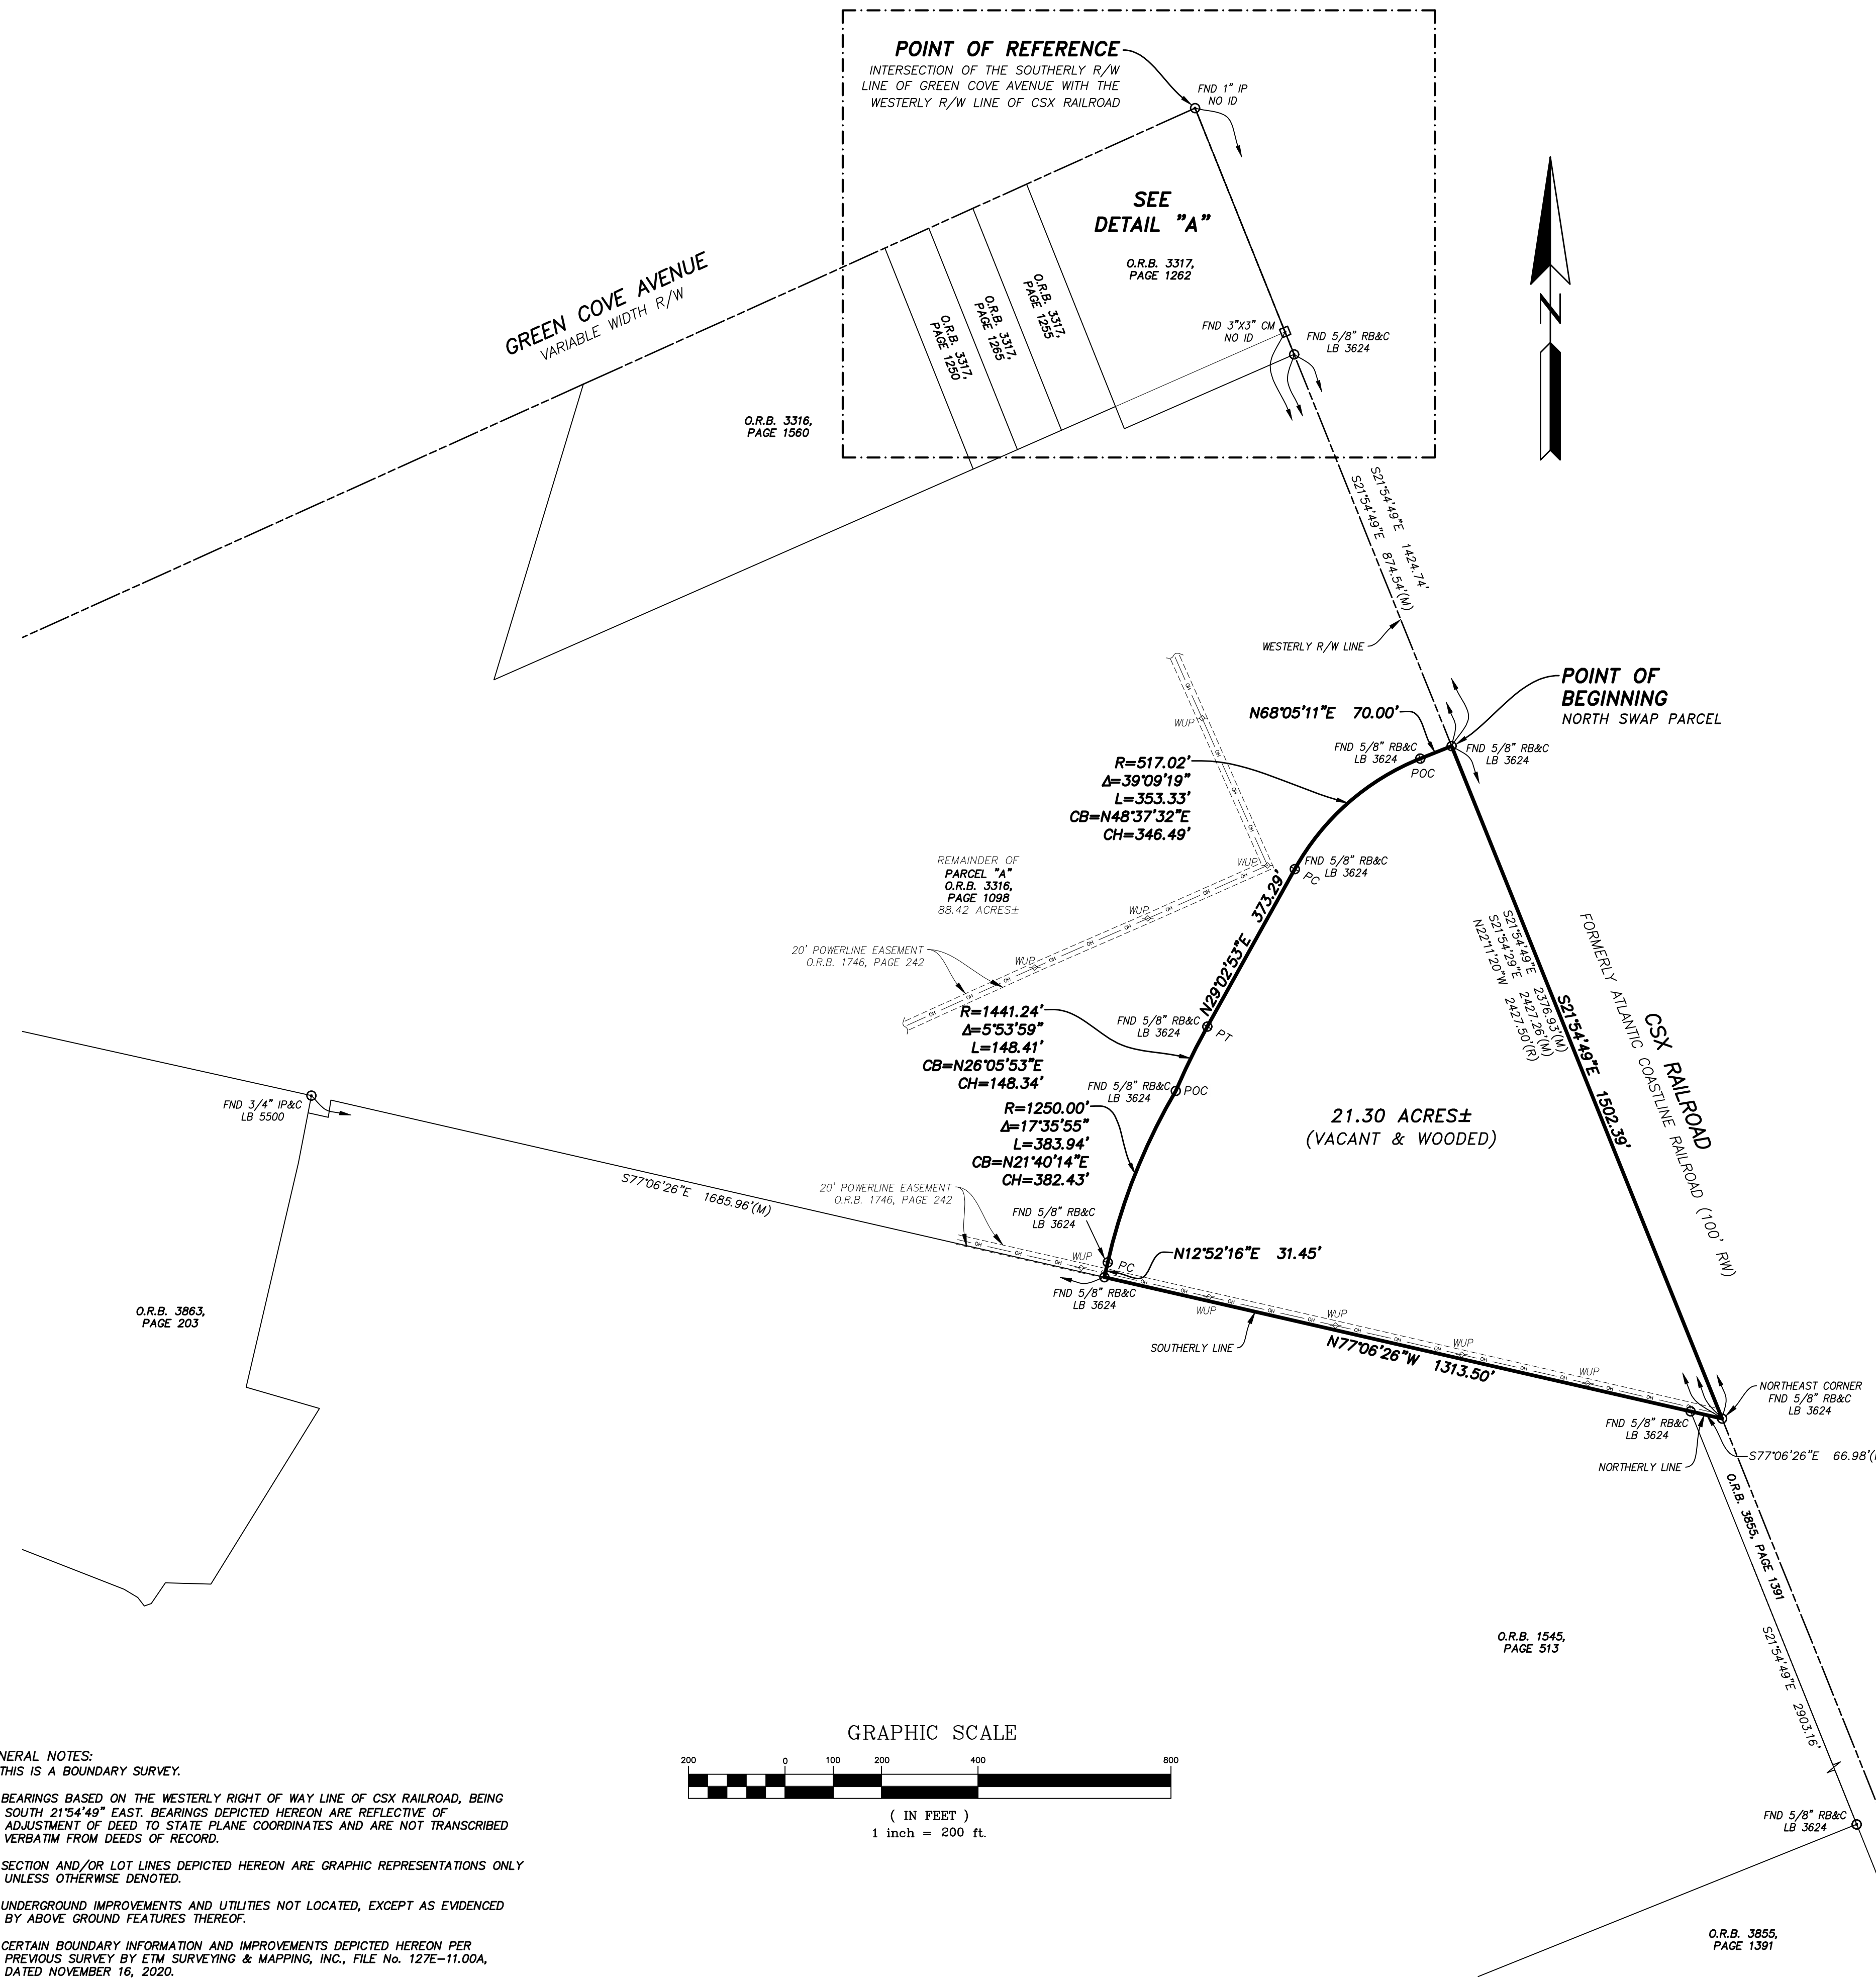 POINT OF REFERENCE
INTERSECTION OF THE SOUTHERLY R/W
LINE OF GREEN COVE AVENUE WITH THE
WESTERLY R/W LINE OF CSX RAILROAD
FND 1" IP
NO ID
SEE
DETAIL "A"
O.R.B. 3317,
PAGE 1262
O.R.B. 3317,
PAGE 1255
O.R.B. 3317,
PAGE 1265
O.R.B. 3317,
PAGE 1250
FND 3"X3" CM
NO ID
FND 5/8" RB&C
LB 3624
GREEN COVE AVENUE
VARIABLE WIDTH R/W
O.R.B. 3316,
PAGE 1560
N
S21°54'49"E 1424.74'
S21°54'49"E 874.54'(M)
WESTERLY R/W LINE
POINT OF
BEGINNING
NORTH SWAP PARCEL
N68°05'11"E 70.00'
FND 5/8" RB&C
LB 3624
POC
FND 5/8" RB&C
LB 3624
WUP
R=517.02'
Δ=39°09'19"
L=353.33'
CB=N48°37'32"E
CH=346.49'
REMAINDER OF
PARCEL "A"
O.R.B. 3316,
PAGE 1098
88.42 ACRES±
WUP
FND 5/8" RB&C
LB 3624
PC
WUP
N29°02'53"E 373.29'
20' POWERLINE EASEMENT
O.R.B. 1746, PAGE 242
WUP
S21°54'49"E 2376.93'(M)
S21°54'29"E 2427.26'(M)
N22°11'20"W 2427.50'(R)
S21°54'49"E 1502.39'
CSX RAILROAD
FORMERLY ATLANTIC COASTLINE RAILROAD (100' RW)
R=1441.24'
Δ=5°53'59"
L=148.41'
CB=N26°05'53"E
CH=148.34'
FND 5/8" RB&C
LB 3624
PT
FND 5/8" RB&C
LB 3624
POC
R=1250.00'
Δ=17°35'55"
L=383.94'
CB=N21°40'14"E
CH=382.43'
21.30 ACRES±
(VACANT & WOODED)
FND 3/4" IP&C
LB 5500
S77°06'26"E 1685.96'(M)
20' POWERLINE EASEMENT
O.R.B. 1746, PAGE 242
FND 5/8" RB&C
LB 3624
WUP
PC
N12°52'16"E 31.45'
FND 5/8" RB&C
LB 3624
WUP
WUP
WUP
WUP
SOUTHERLY LINE
N77°06'26"W 1313.50'
O.R.B. 3863,
PAGE 203
NORTHEAST CORNER
FND 5/8" RB&C
LB 3624
FND 5/8" RB&C
LB 3624
NORTHERLY LINE
S77°06'26"E 66.98'(
O.R.B. 3855, PAGE 1391
O.R.B. 1545,
PAGE 513
S21°54'49"E 2903.16'
FND 5/8" RB&C
LB 3624
O.R.B. 3855,
PAGE 1391
GRAPHIC SCALE
200 0 100 200 400 800
( IN FEET )
1 inch = 200 ft.
NERAL NOTES:
THIS IS A BOUNDARY SURVEY.
BEARINGS BASED ON THE WESTERLY RIGHT OF WAY LINE OF CSX RAILROAD, BEING
SOUTH 21°54'49" EAST. BEARINGS DEPICTED HEREON ARE REFLECTIVE OF
ADJUSTMENT OF DEED TO STATE PLANE COORDINATES AND ARE NOT TRANSCRIBED
VERBATIM FROM DEEDS OF RECORD.
SECTION AND/OR LOT LINES DEPICTED HEREON ARE GRAPHIC REPRESENTATIONS ONLY
UNLESS OTHERWISE DENOTED.
UNDERGROUND IMPROVEMENTS AND UTILITIES NOT LOCATED, EXCEPT AS EVIDENCED
BY ABOVE GROUND FEATURES THEREOF.
CERTAIN BOUNDARY INFORMATION AND IMPROVEMENTS DEPICTED HEREON PER
PREVIOUS SURVEY BY ETM SURVEYING & MAPPING, INC., FILE No. 127E-11.00A,
DATED NOVEMBER 16, 2020.